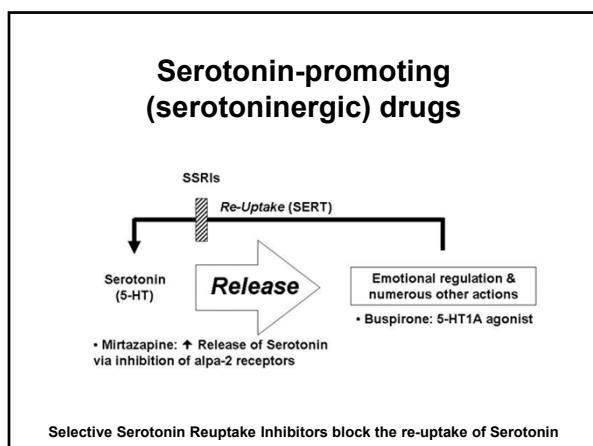 Serotonin-promoting
(serotoninergic) drugs
SSRIs
Re-Uptake (SERT)
Serotonin
(5-HT)
Release
Emotional regulation &
numerous other actions
• Buspirone: 5-HT1A agonist
• Mirtazapine: ↑ Release of Serotonin
via inhibition of alpa-2 receptors
Selective Serotonin Reuptake Inhibitors block the re-uptake of Serotonin